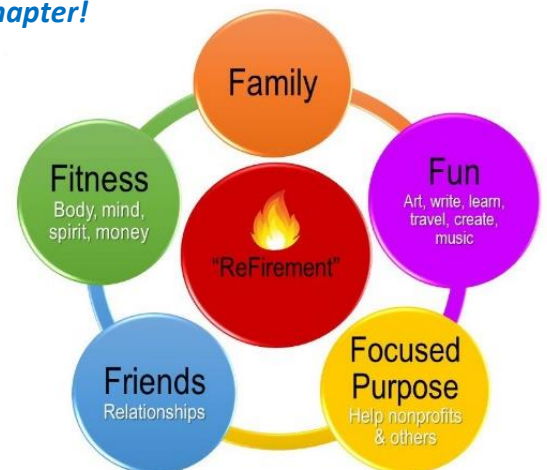 hapter!
Family
Fun
Art, write, learn,
travel, create,
music
Focused
Purpose
Help nonprofits
& others
Friends
Relationships
Fitness
Body, mind,
spirit, money
“ReFirement”